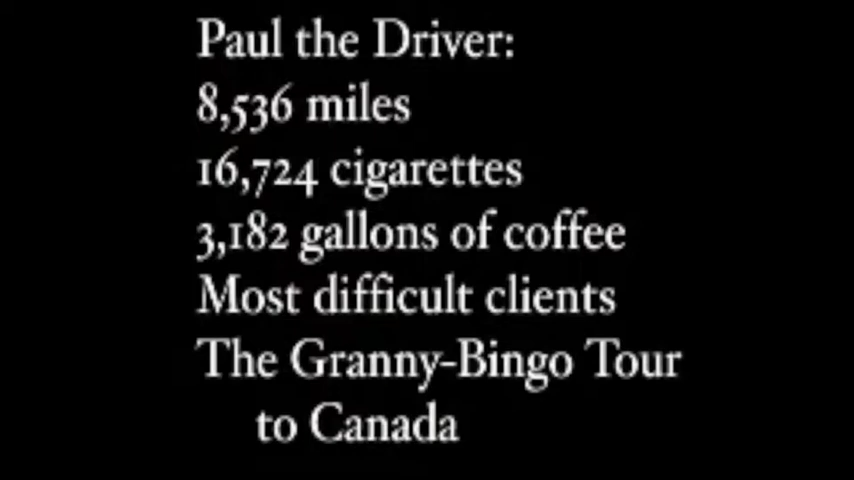 Paul the Driver:
8,536 miles
16,724 cigarettes
3,182 gallons of coffee
Most difficult clients
The Granny-Bingo Tour
to Canada